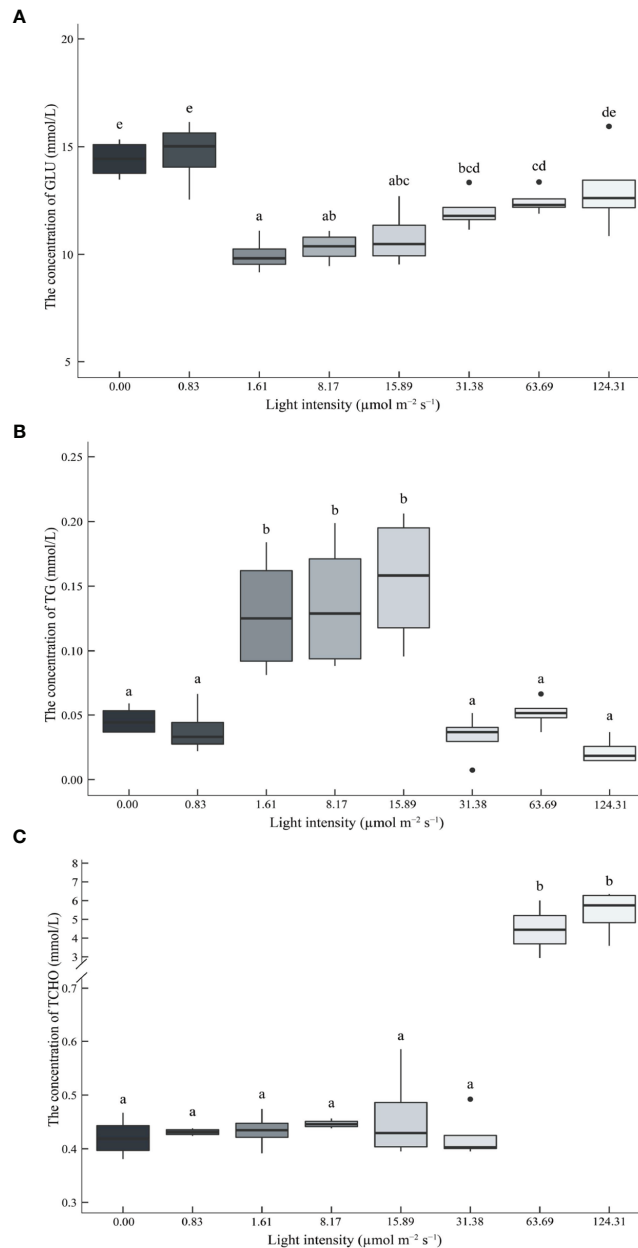 A
The concentration of GLU (mmol/L)
20
15
10
5
e e a ab abc bcd cd de
0.00 0.83 1.61 8.17 15.89 31.38 63.69 124.31
Light intensity (μmol m⁻² s⁻¹)
B
The concentration of TG (mmol/L)
0.25
0.20
0.15
0.10
0.05
0.00
a a b b b a a a
0.00 0.83 1.61 8.17 15.89 31.38 63.69 124.31
Light intensity (μmol m⁻² s⁻¹)
C
The concentration of TCHO (mmol/L)
8
7
6
5
4
3
0.7
0.6
0.5
0.4
0.3
a a a a a a b b
0.00 0.83 1.61 8.17 15.89 31.38 63.69 124.31
Light intensity (μmol m⁻² s⁻¹)